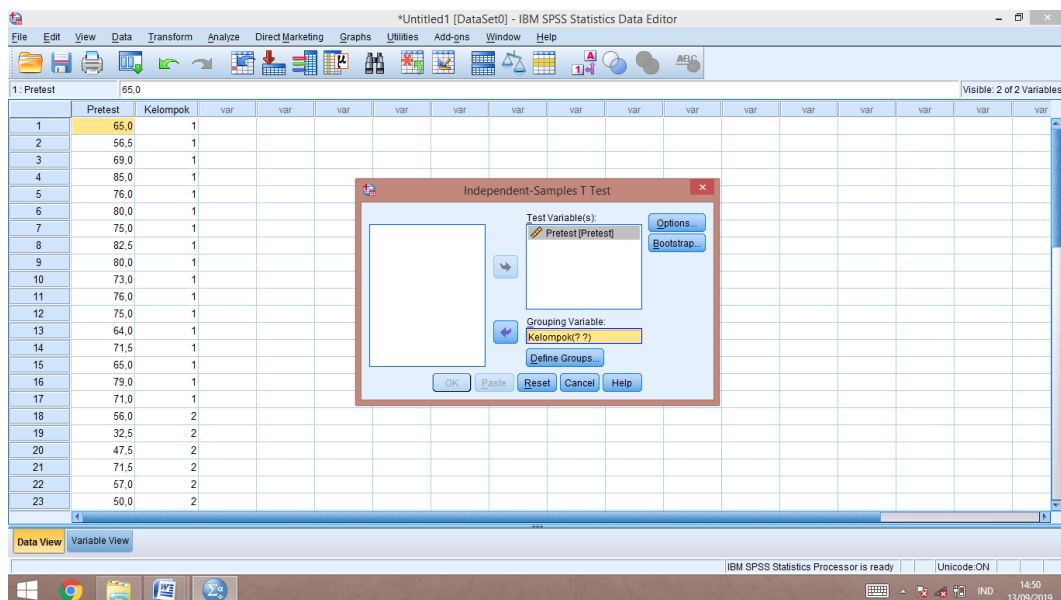 *Untitled1 [DataSet0] - IBM SPSS Statistics Data Editor
File Edit View Data Transform Analyze Direct Marketing Graphs Utilities Add-ons Window Help
1 : Pretest 65,0 Visible: 2 of 2 Variables
Pretest Kelompok var var var var var var var var var var var var var
1 65,0 1
2 56,5 1
3 69,0 1
4 85,0 1
5 76,0 1
6 80,0 1
7 75,0 1
8 82,5 1
9 80,0 1
10 73,0 1
11 76,0 1
12 75,0 1
13 64,0 1
14 71,5 1
15 65,0 1
16 79,0 1
17 71,0 1
18 56,0 2
19 32,5 2
20 47,5 2
21 71,5 2
22 57,0 2
23 50,0 2
Independent-Samples T Test
Test Variable(s):
Pretest [Pretest]
Options...
Bootstrap...
Grouping Variable:
Kelompok(? ?)
Define Groups...
OK Paste Reset Cancel Help
Data View Variable View
IBM SPSS Statistics Processor is ready Unicode:ON
IND 14:50
13/09/2019